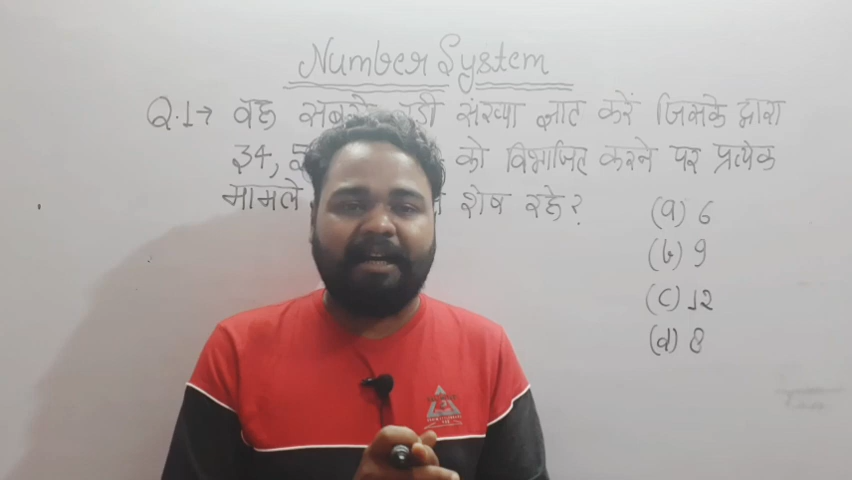 Number System
Q.1→ वह सबसे बड़ी संख्या ज्ञात करें जिसके द्वारा
34, को विभाजित करने पर प्रत्येक
मामले शेष रहे?
(a) 6
(b) 9
(c) 12
(d) 8